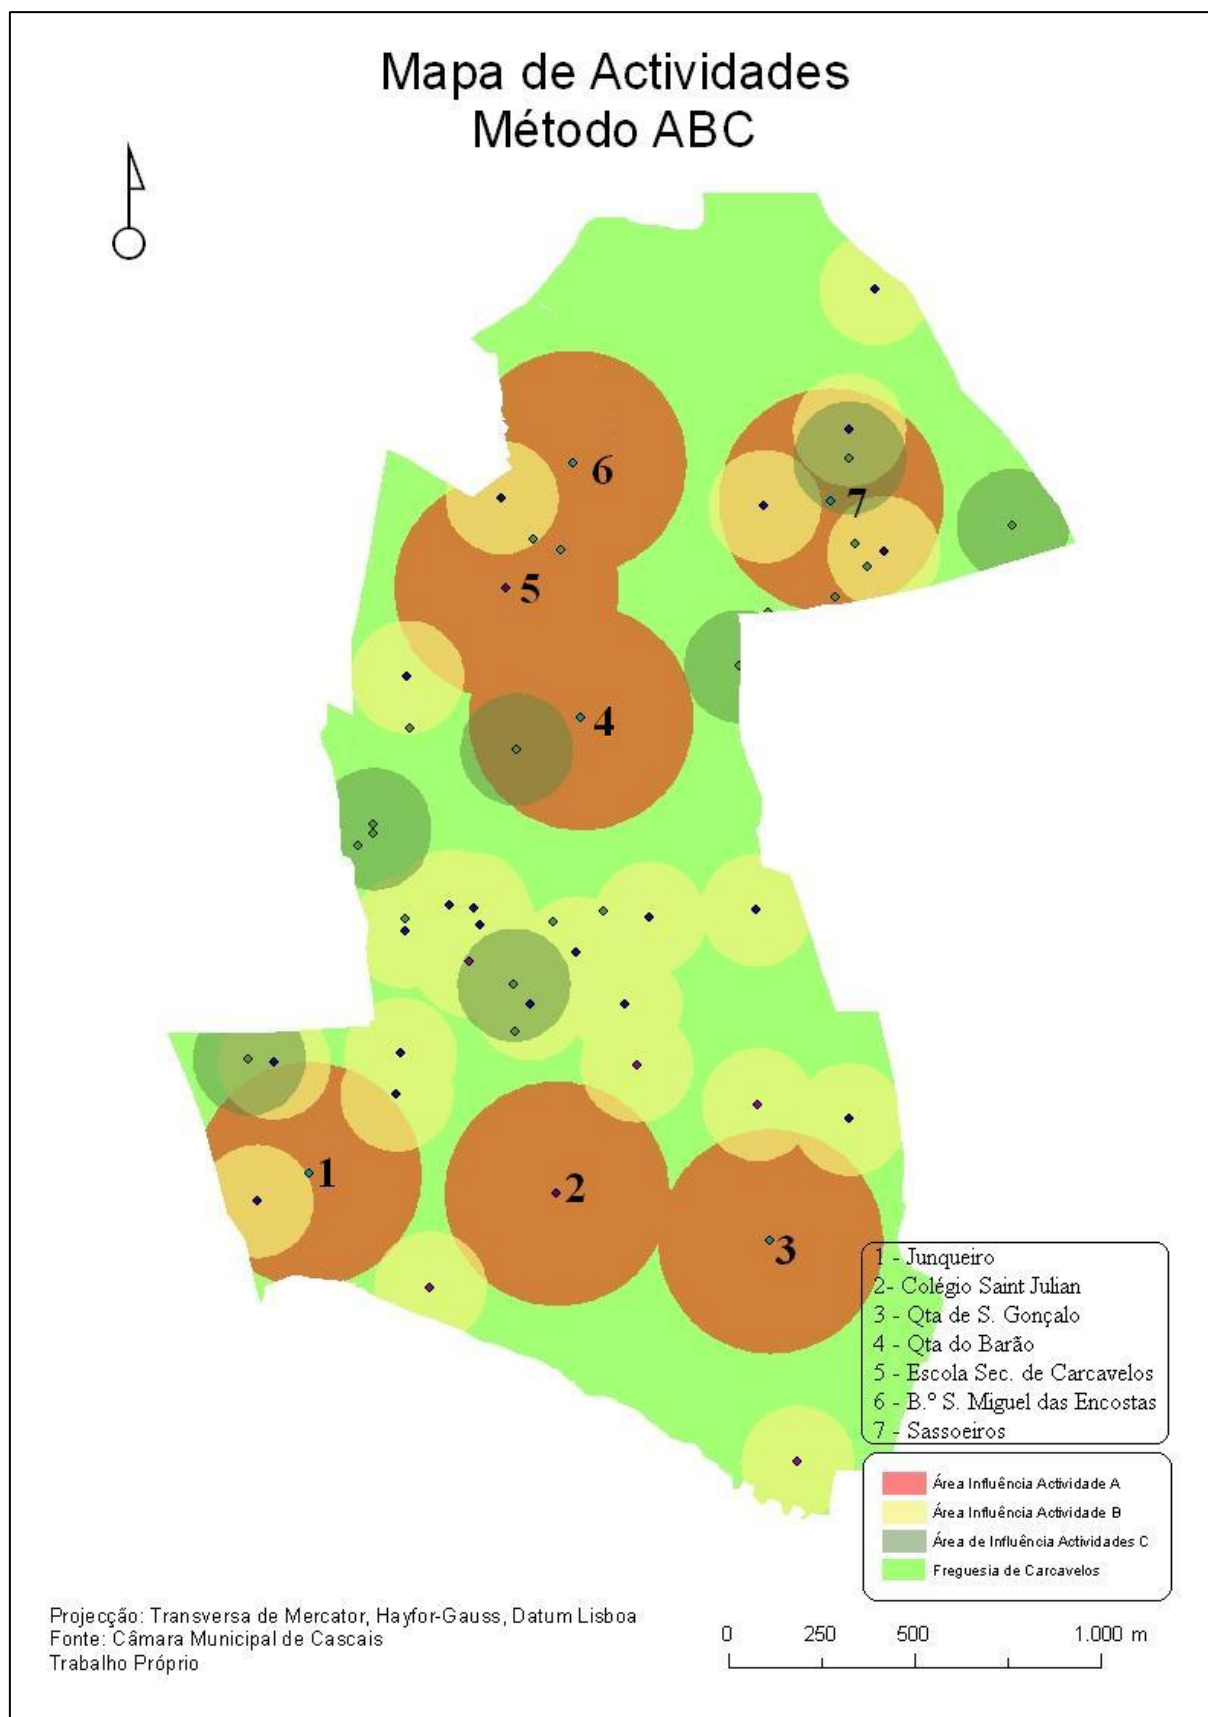 Mapa de Actividades
Método ABC
6
7
5
4
1
2
3
1 - Junqueiro
2- Colégio Saint Julian
3 - Qta de S. Gonçalo
4 - Qta do Barão
5 - Escola Sec. de Carcavelos
6 - B.º S. Miguel das Encostas
7 - Sassoeiros
Área Influência Actividade A
Área Influência Actividade B
Área de Influência Actividades C
Freguesia de Carcavelos
Projecção: Transversa de Mercator, Hayfor-Gauss, Datum Lisboa
Fonte: Câmara Municipal de Cascais
Trabalho Próprio
0 250 500 1.000 m